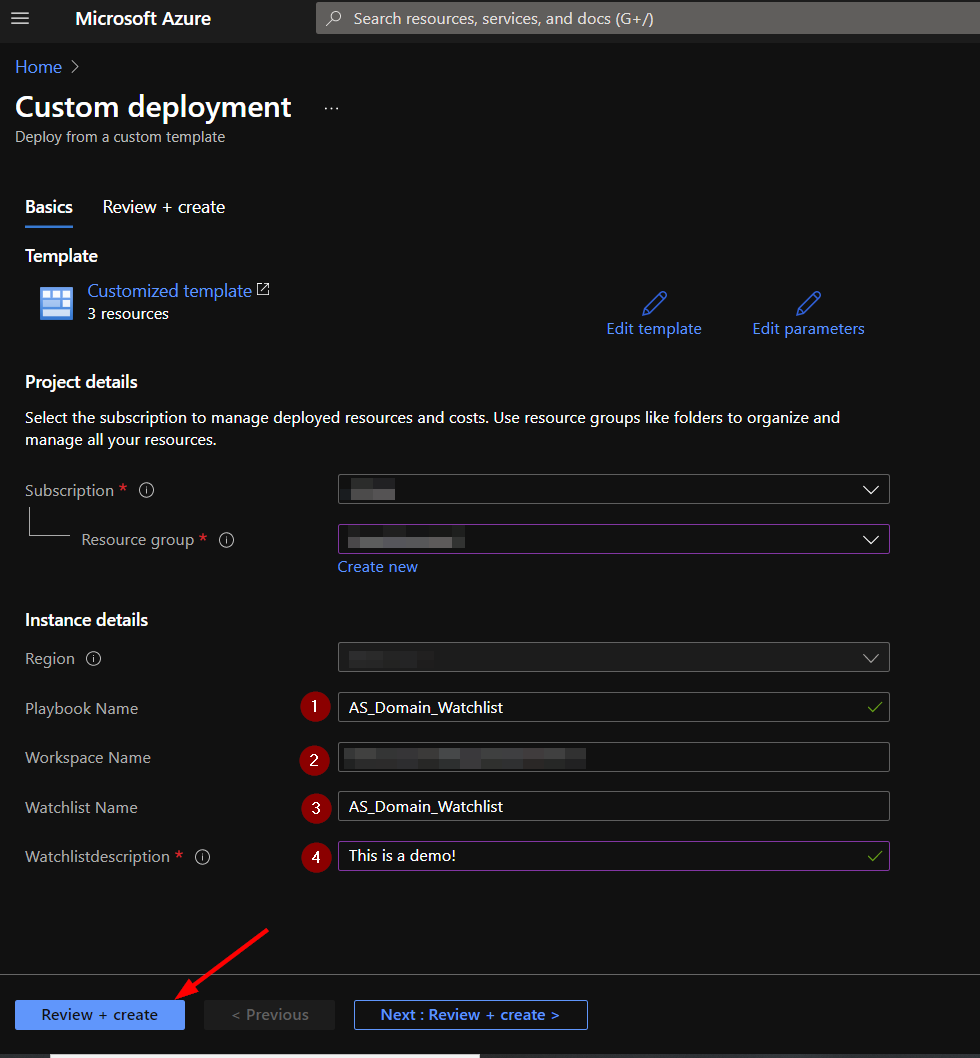 Microsoft Azure
Search resources, services, and docs (G+/)
Home
Custom deployment
...
Deploy from a custom template
Basics
Review + create
Template
Customized template
3 resources
Edit template
Edit parameters
Project details
Select the subscription to manage deployed resources and costs. Use resource groups like folders to organize and
manage all your resources.
Subscription *
Resource group *
Create new
Instance details
Region
Playbook Name
1
AS_Domain_Watchlist
Workspace Name
2
Watchlist Name
3
AS_Domain_Watchlist
Watchlistdescription *
4
This is a demo!
Review + create
< Previous
Next : Review + create >